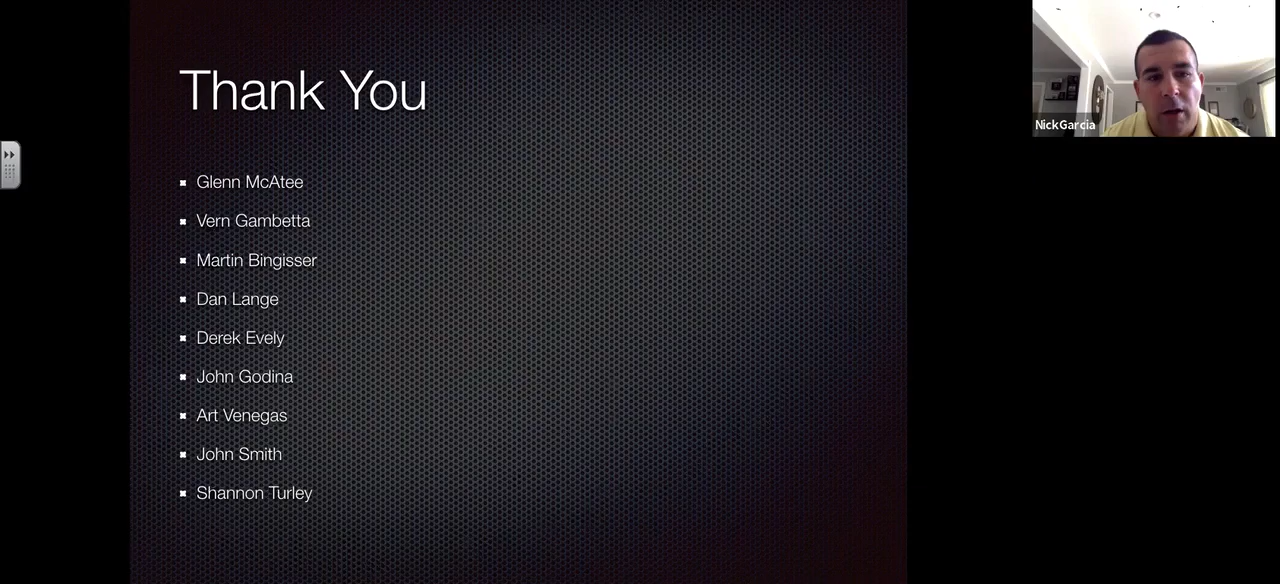 Thank You
Glenn McAtee
Vern Gambetta
Martin Bingisser
Dan Lange
Derek Evely
John Godina
Art Venegas
John Smith
Shannon Turley
NickGarcia